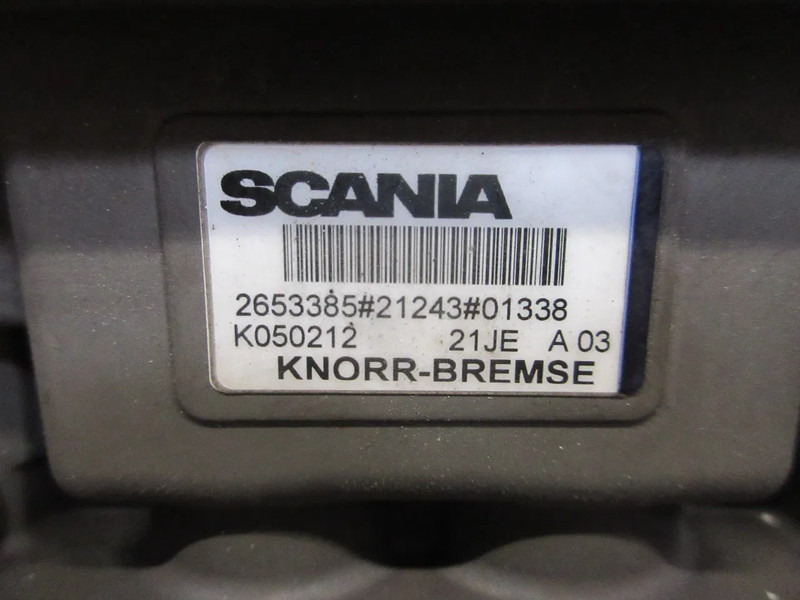 SCANIA
2653385#21243#01338
K050212 21JE A 03
KNORR-BREMSE